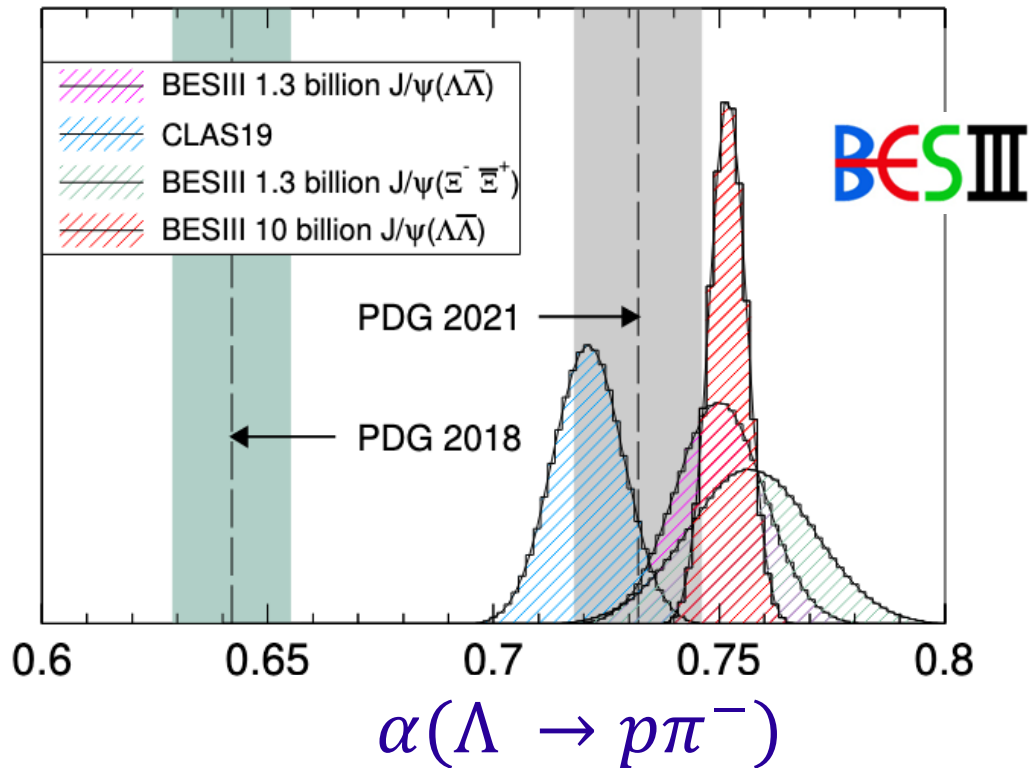 BESIII 1.3 billion J/ψ(ΛΛ̅)
CLAS19
BESIII 1.3 billion J/ψ(Ξ⁻ Ξ̅⁺)
BESIII 10 billion J/ψ(ΛΛ̅)
BESIII
PDG 2021
PDG 2018
0.6 0.65 0.7 0.75 0.8
α(Λ → pπ⁻)